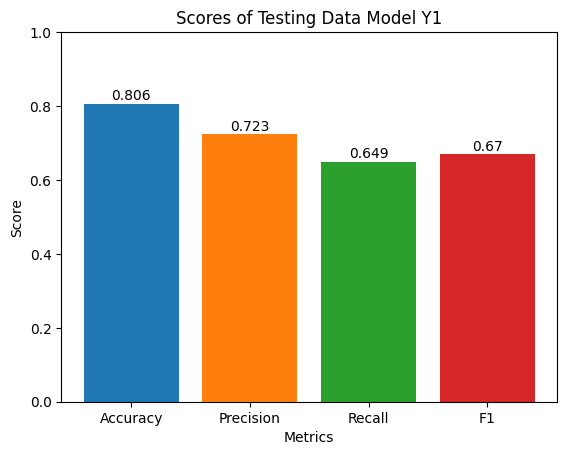 Scores of Testing Data Model Y1
1.0
0.8
0.6
0.4
0.2
0.0
Score
0.806
0.723
0.649
0.67
Accuracy Precision Recall F1
Metrics